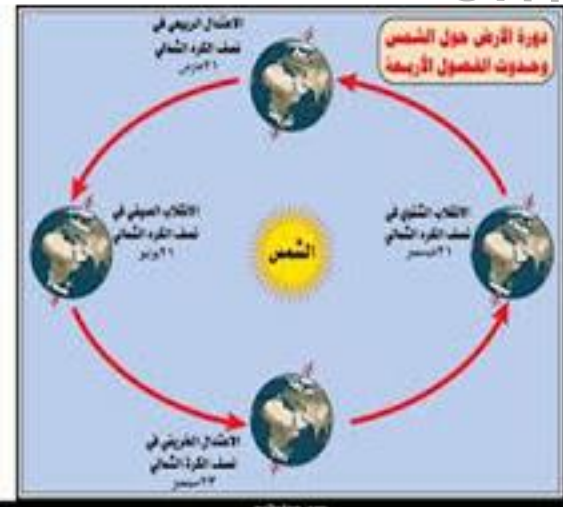 دورة الأرض حول الشمس
وحدوث الفصول الأربعة
الاعتدال الربيعي في
نصف الكرة الشمالي
٢١ مارس
الانقلاب الشتوي في
نصف الكرة الشمالي
٢١ ديسمبر
الشمس
الانقلاب الصيفي في
نصف الكرة الشمالي
٢١ يونيو
الاعتدال الخريفي في
نصف الكرة الشمالي
٢٣ سبتمبر